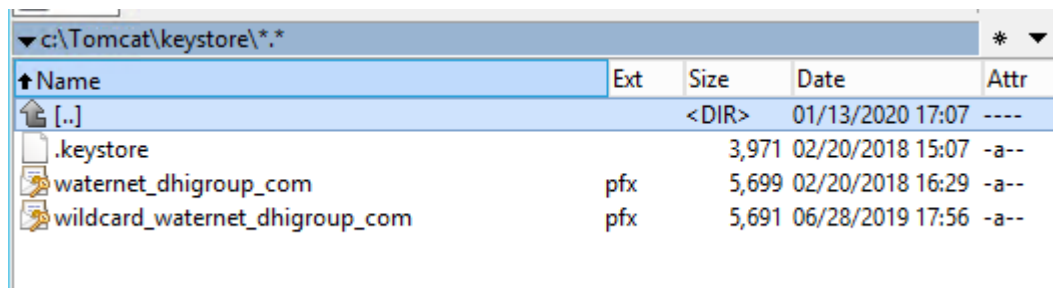 c:\Tomcat\keystore\*.* * 
Name Ext Size Date Attr
[..] <DIR> 01/13/2020 17:07 ----
.keystore 3,971 02/20/2018 15:07 -a--
waternet_dhigroup_com pfx 5,699 02/20/2018 16:29 -a--
wildcard_waternet_dhigroup_com pfx 5,691 06/28/2019 17:56 -a--